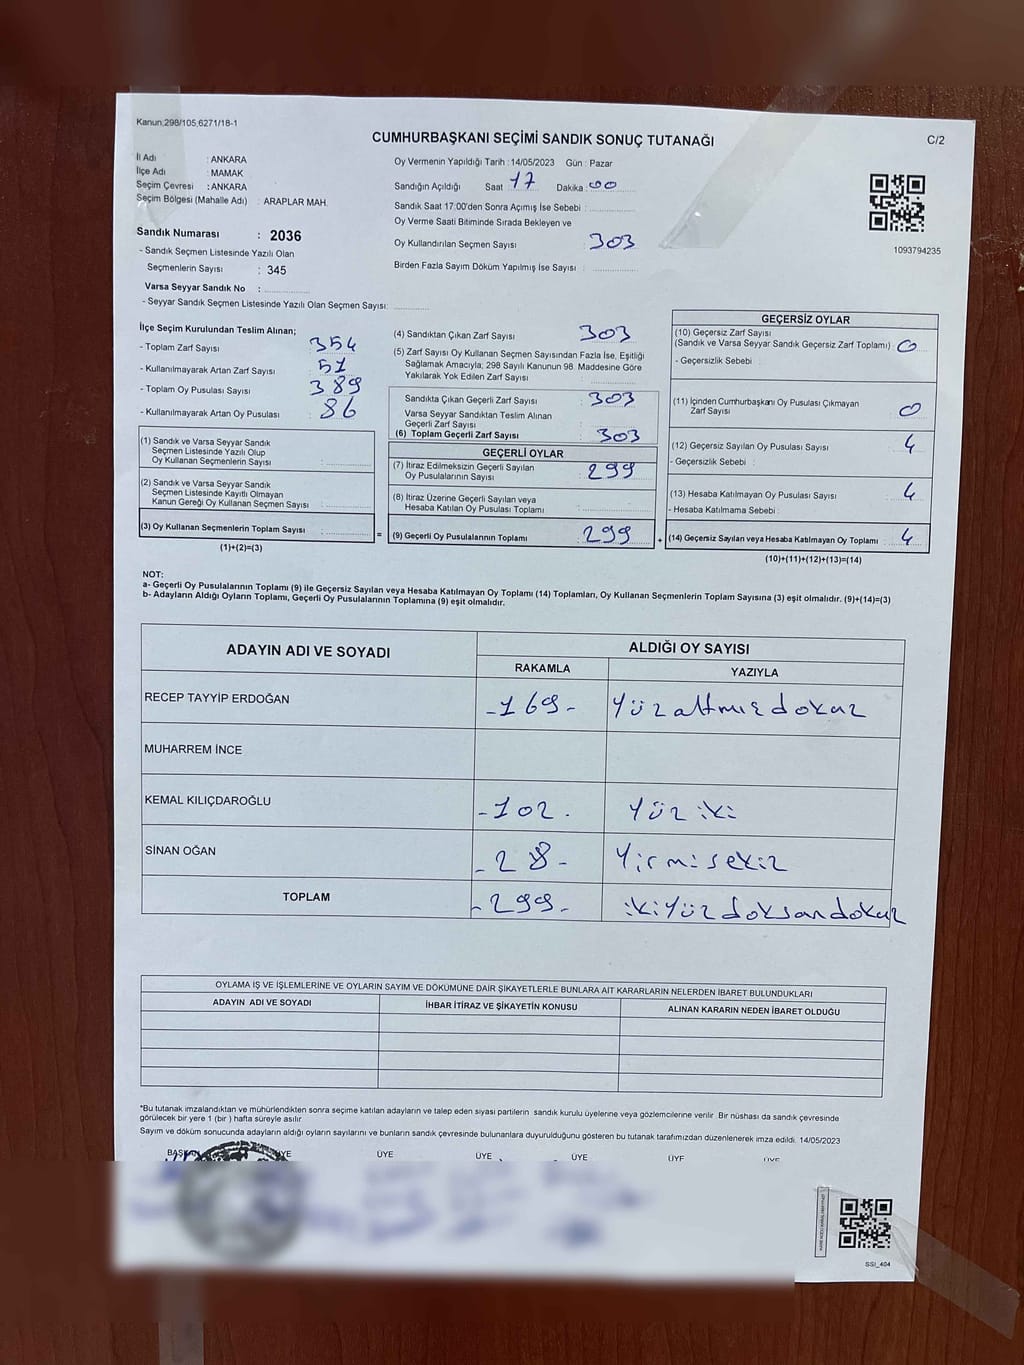 Kanun:298/105,6271/18-1
CUMHURBAŞKANI SEÇİMİ SANDIK SONUÇ TUTANAĞI
C/2
İl Adı : ANKARA
İlçe Adı : MAMAK
Seçim Çevresi : ANKARA
Seçim Bölgesi (Mahalle Adı) : ARAPLAR MAH.
Sandık Numarası : 2036
- Sandık Seçmen Listesinde Yazılı Olan
Seçmenlerin Sayısı : 345
Varsa Seyyar Sandık No :
- Seyyar Sandık Seçmen Listesinde Yazılı Olan Seçmen Sayısı:
Oy Vermenin Yapıldığı Tarih : 14/05/2023 Gün : Pazar
Sandığın Açıldığı Saat : 17 Dakika : 00
Sandık Saat 17:00'den Sonra Açımış İse Sebebi :
Oy Verme Saati Bitiminde Sırada Bekleyen ve
Oy Kullandırılan Seçmen Sayısı : 303
Birden Fazla Sayım Döküm Yapılmış İse Sayısı :
1093794235
İlçe Seçim Kurulundan Teslim Alınan;
- Toplam Zarf Sayısı : 354
- Kullanılmayarak Artan Zarf Sayısı : 51
- Toplam Oy Pusulası Sayısı : 389
- Kullanılmayarak Artan Oy Pusulası : 86
(1) Sandık ve Varsa Seyyar Sandık
Seçmen Listesinde Yazılı Olup
Oy Kullanan Seçmenlerin Sayısı :
(2) Sandık ve Varsa Seyyar Sandık
Seçmen Listesinde Kayıtlı Olmayan
Kanun Gereği Oy Kullanan Seçmen Sayısı :
(3) Oy Kullanan Seçmenlerin Toplam Sayısı : =
(1)+(2)=(3)
(4) Sandıktan Çıkan Zarf Sayısı : 303
(5) Zarf Sayısı Oy Kullanan Seçmen Sayısından Fazla İse, Eşitliği
Sağlamak Amacıyla; 298 Sayılı Kanunun 98. Maddesine Göre
Yakılarak Yok Edilen Zarf Sayısı :
Sandıkta Çıkan Geçerli Zarf Sayısı : 303
Varsa Seyyar Sandıktan Teslim Alınan
Geçerli Zarf Sayısı :
(6) Toplam Geçerli Zarf Sayısı : 303
GEÇERLİ OYLAR
(7) İtiraz Edilmeksizin Geçerli Sayılan
Oy Pusulalarının Sayısı : 299
(8) İtiraz Üzerine Geçerli Sayılan veya
Hesaba Katılan Oy Pusulası Toplamı :
(9) Geçerli Oy Pusulalarının Toplamı : 299 +
GEÇERSİZ OYLAR
(10) Geçersiz Zarf Sayısı
(Sandık ve Varsa Seyyar Sandık Geçersiz Zarf Toplamı) : 0
- Geçersizlik Sebebi :
(11) İçinden Cumhurbaşkanı Oy Pusulası Çıkmayan
Zarf Sayısı : 0
(12) Geçersiz Sayılan Oy Pusulası Sayısı : 4
- Geçersizlik Sebebi :
(13) Hesaba Katılmayan Oy Pusulası Sayısı : 4
- Hesaba Katılmama Sebebi :
(14) Geçersiz Sayılan veya Hesaba Katılmayan Oy Toplamı : 4
(10)+(11)+(12)+(13)=(14)
NOT:
a- Geçerli Oy Pusulalarının Toplamı (9) ile Geçersiz Sayılan veya Hesaba Katılmayan Oy Toplamı (14) Toplamları, Oy Kullanan Seçmenlerin Toplam Sayısına (3) eşit olmalıdır. (9)+(14)=(3)
b- Adayların Aldığı Oyların Toplamı, Geçerli Oy Pusulalarının Toplamına (9) eşit olmalıdır.
ADAYIN ADI VE SOYADI ALDIĞI OY SAYISI
RAKAMLA YAZIYLA
RECEP TAYYİP ERDOĞAN -169- Yüzaltmışdokuz
MUHARREM İNCE
KEMAL KILIÇDAROĞLU -102. Yüz iki
SİNAN OĞAN -28- Yirmisekiz
TOPLAM -299- ikiyüzdoksandokuz
OYLAMA İŞ VE İŞLEMLERİNE VE OYLARIN SAYIM VE DÖKÜMÜNE DAİR ŞİKAYETLERLE BUNLARA AİT KARARLARIN NELERDEN İBARET BULUNDUKLARI
ADAYIN ADI VE SOYADI İHBAR İTİRAZ VE ŞİKAYETİN KONUSU ALINAN KARARIN NEDEN İBARET OLDUĞU
*Bu tutanak imzalandıktan ve mühürlendikten sonra seçime katılan adayların ve talep eden siyasi partilerin sandık kurulu üyelerine veya gözlemcilerine verilir. Bir nüshası da sandık çevresinde
görülecek bir yere 1 (bir) hafta süreyle asılır
Sayım ve döküm sonucunda adayların aldığı oyların sayılarını ve bunların sandık çevresinde bulunanlara duyurulduğunu gösteren bu tutanak tarafımızdan düzenlenerek imza edildi. 14/05/2023
BAŞKAN ÜYE ÜYE ÜYE ÜYE ÜYE ÜYE
SSI_404